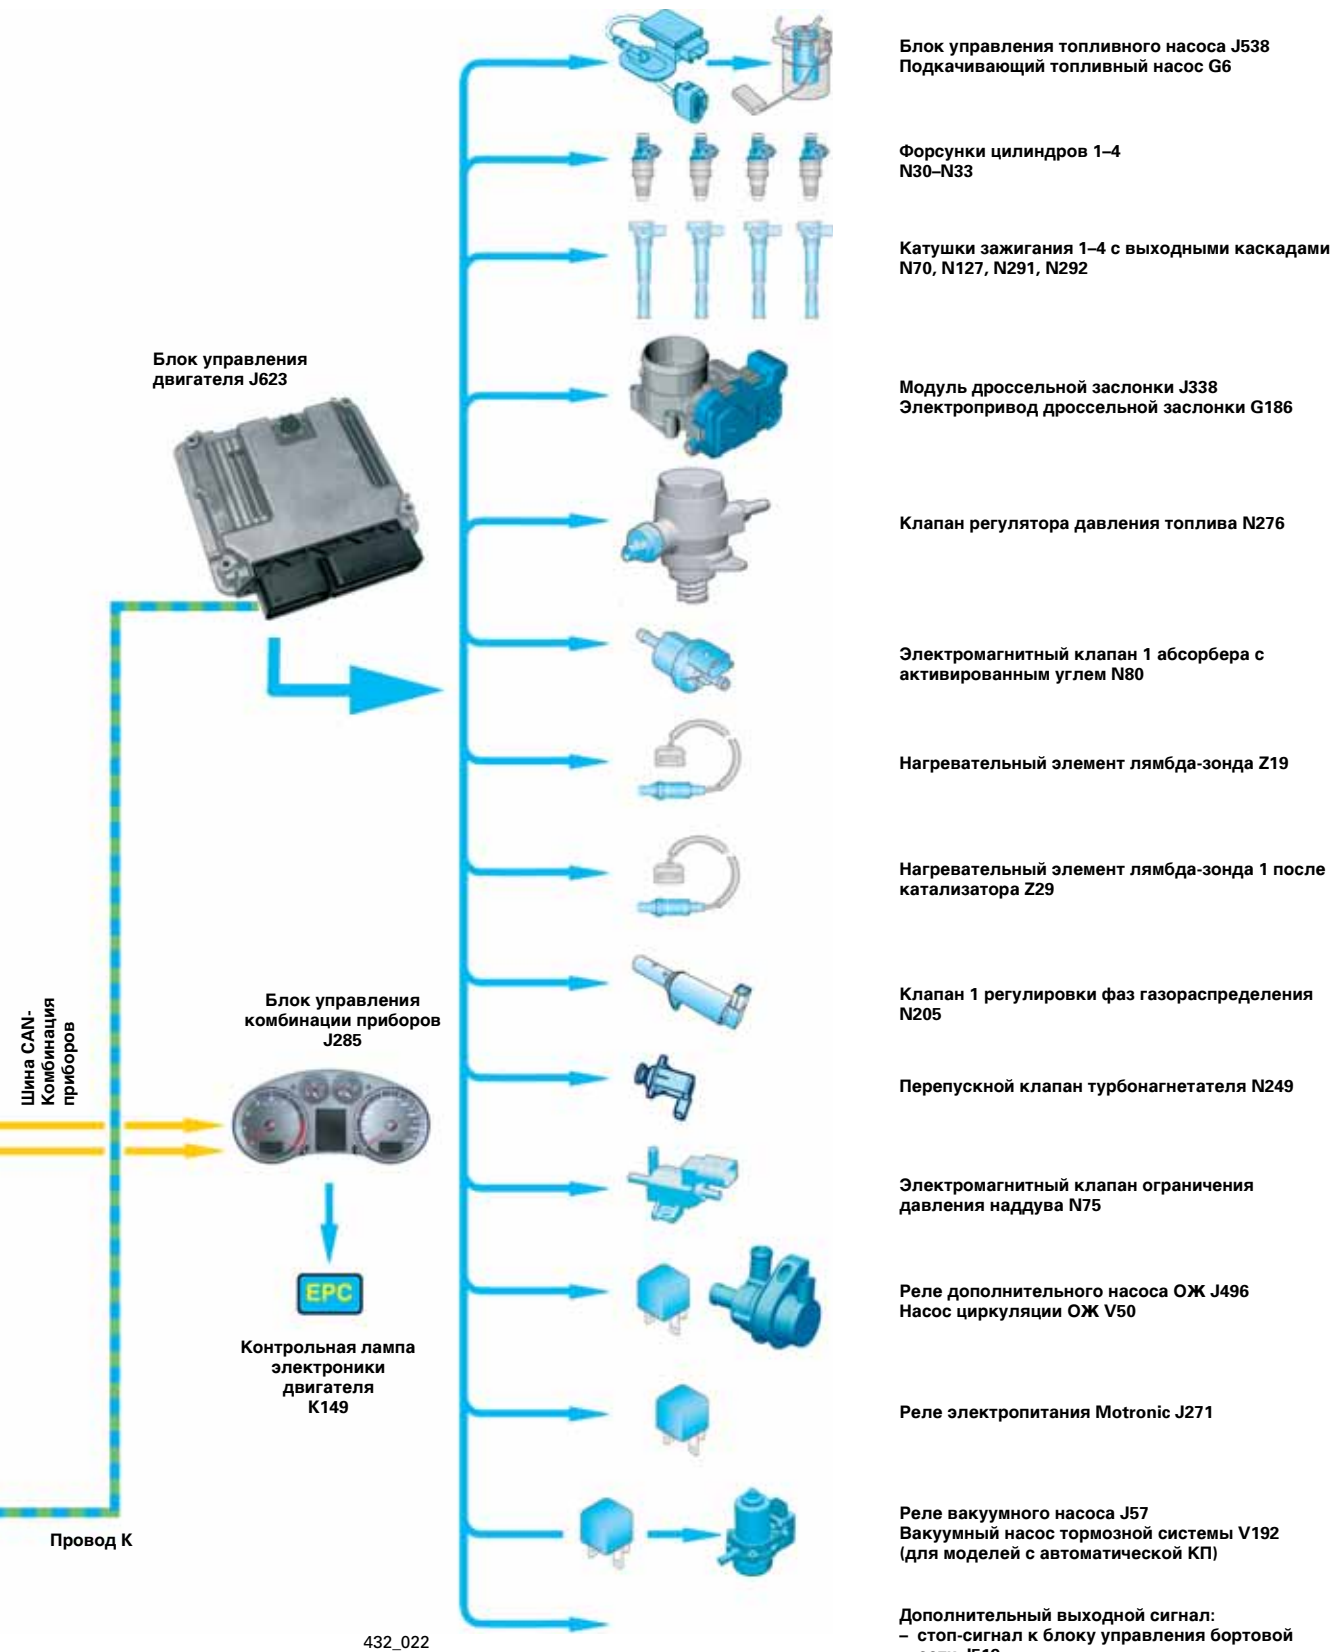 Блок управления топливного насоса J538
Подкачивающий топливный насос G6
Форсунки цилиндров 1–4
N30–N33
Катушки зажигания 1–4 с выходными каскадами
N70, N127, N291, N292
Блок управления
двигателя J623
Модуль дроссельной заслонки J338
Электропривод дроссельной заслонки G186
Клапан регулятора давления топлива N276
Электромагнитный клапан 1 абсорбера с
активированным углем N80
Нагревательный элемент лямбда-зонда Z19
Нагревательный элемент лямбда-зонда 1 после
катализатора Z29
Клапан 1 регулировки фаз газораспределения
N205
Шина CAN-
Комбинация
приборов
Блок управления
комбинации приборов
J285
Перепускной клапан турбонагнетателя N249
Электромагнитный клапан ограничения
давления наддува N75
EPC
Реле дополнительного насоса ОЖ J496
Насос циркуляции ОЖ V50
Контрольная лампа
электроники
двигателя
K149
Реле электропитания Motronic J271
Провод К
Реле вакуумного насоса J57
Вакуумный насос тормозной системы V192
(для моделей с автоматической КП)
Дополнительный выходной сигнал:
– стоп-сигнал к блоку управления бортовой
432_022